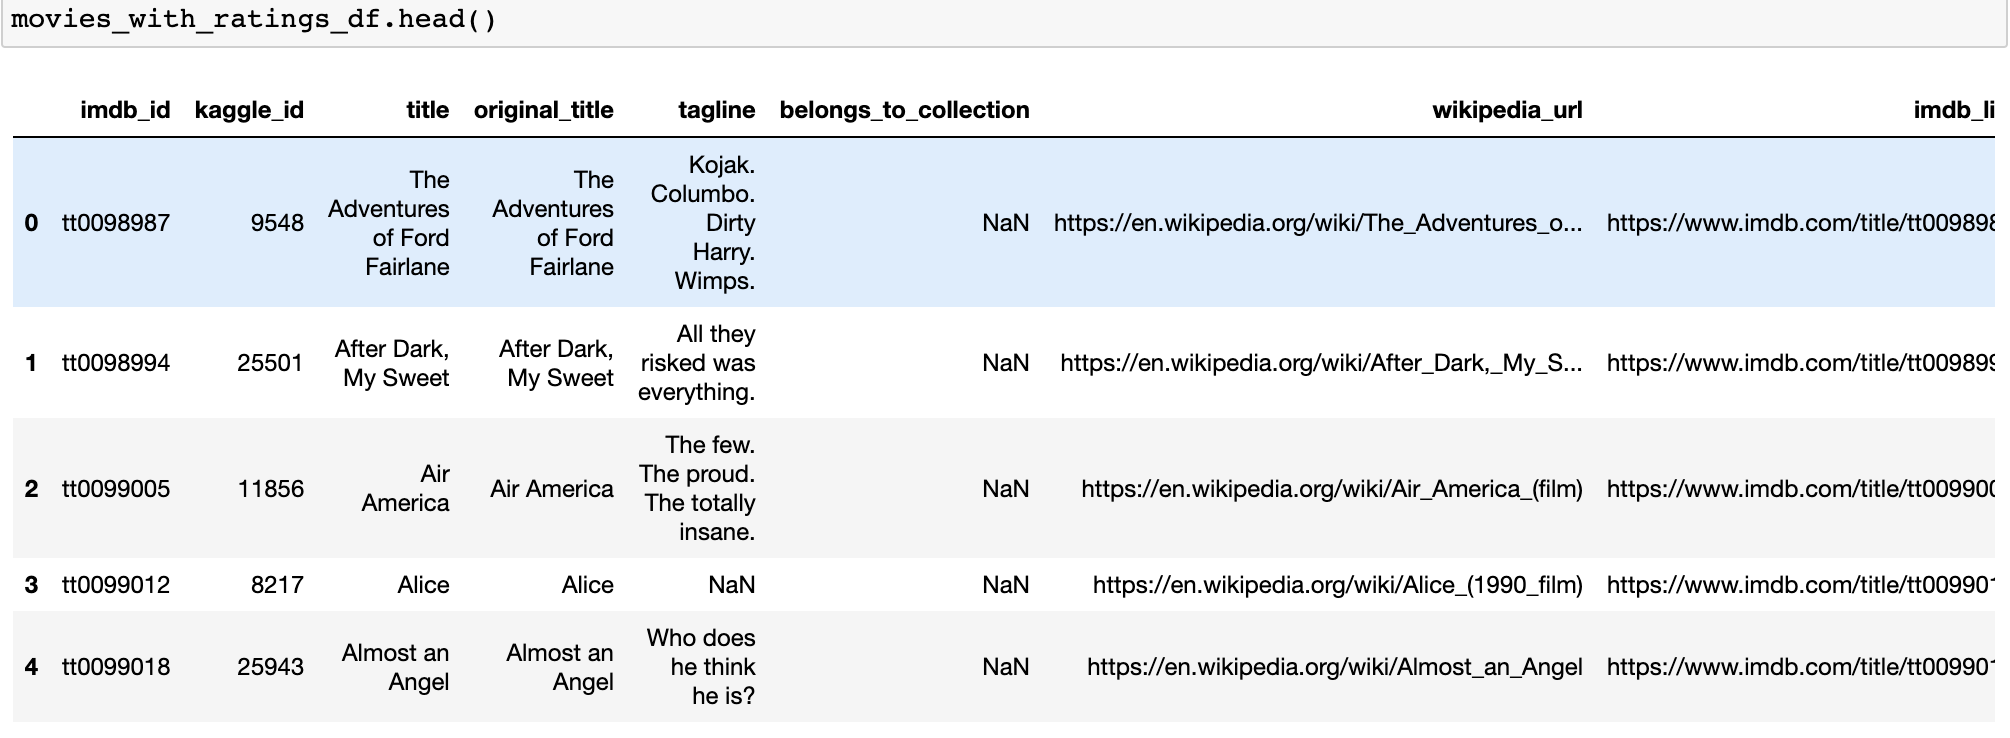 movies_with_ratings_df.head()
imdb_id kaggle_id title original_title tagline belongs_to_collection wikipedia_url imdb_li
0 tt0098987 9548 The Adventures of Ford Fairlane The Adventures of Ford Fairlane Kojak. Columbo. Dirty Harry. Wimps. NaN https://en.wikipedia.org/wiki/The_Adventures_o... https://www.imdb.com/title/tt009898
1 tt0098994 25501 After Dark, My Sweet After Dark, My Sweet All they risked was everything. NaN https://en.wikipedia.org/wiki/After_Dark,_My_S... https://www.imdb.com/title/tt009899
2 tt0099005 11856 Air America Air America The few. The proud. The totally insane. NaN https://en.wikipedia.org/wiki/Air_America_(film) https://www.imdb.com/title/tt009900
3 tt0099012 8217 Alice Alice NaN NaN https://en.wikipedia.org/wiki/Alice_(1990_film) https://www.imdb.com/title/tt009901
4 tt0099018 25943 Almost an Angel Almost an Angel Who does he think he is? NaN https://en.wikipedia.org/wiki/Almost_an_Angel https://www.imdb.com/title/tt009901